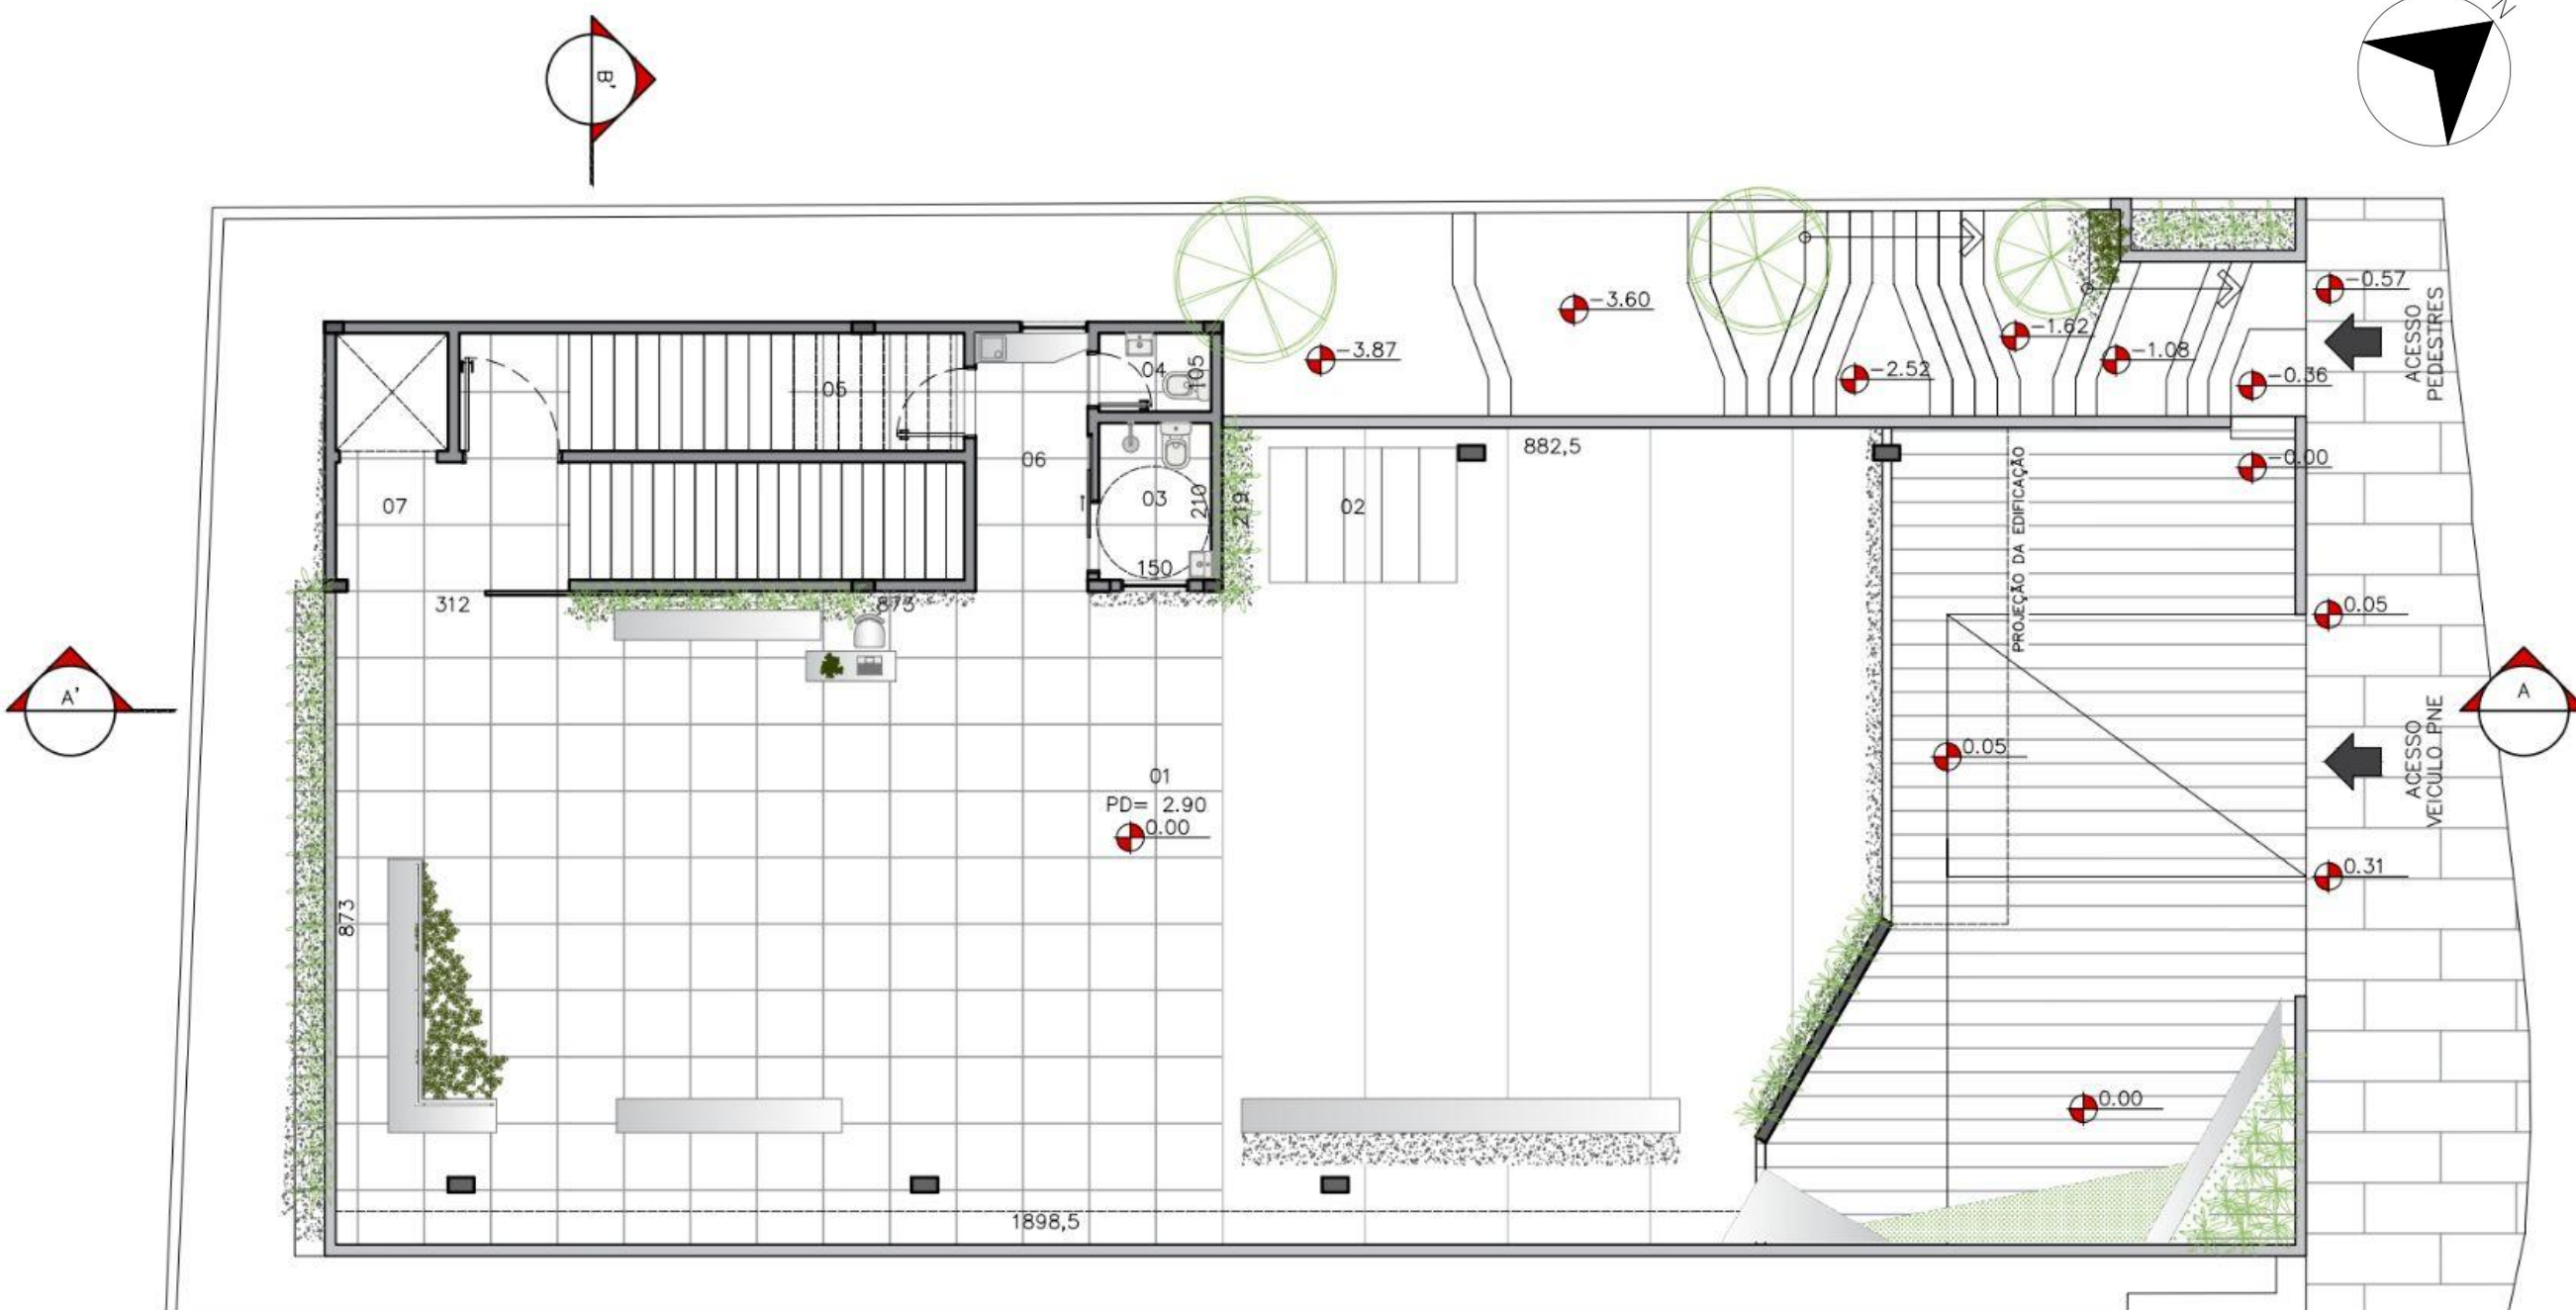 N
B'
-0.57
ACESSO
PEDESTRES
-3.60
-1.62
-3.87
-1.08
-2.52
-0.36
04
105
05
06
882,5
-0.00
PROJEÇÃO DA EDIFICAÇÃO
03
210
219
02
07
150
312
873
0.05
A'
A
ACESSO
VEICULO PNE
0.05
01
PD= 2.90
0.00
0.31
873
0.00
1898,5